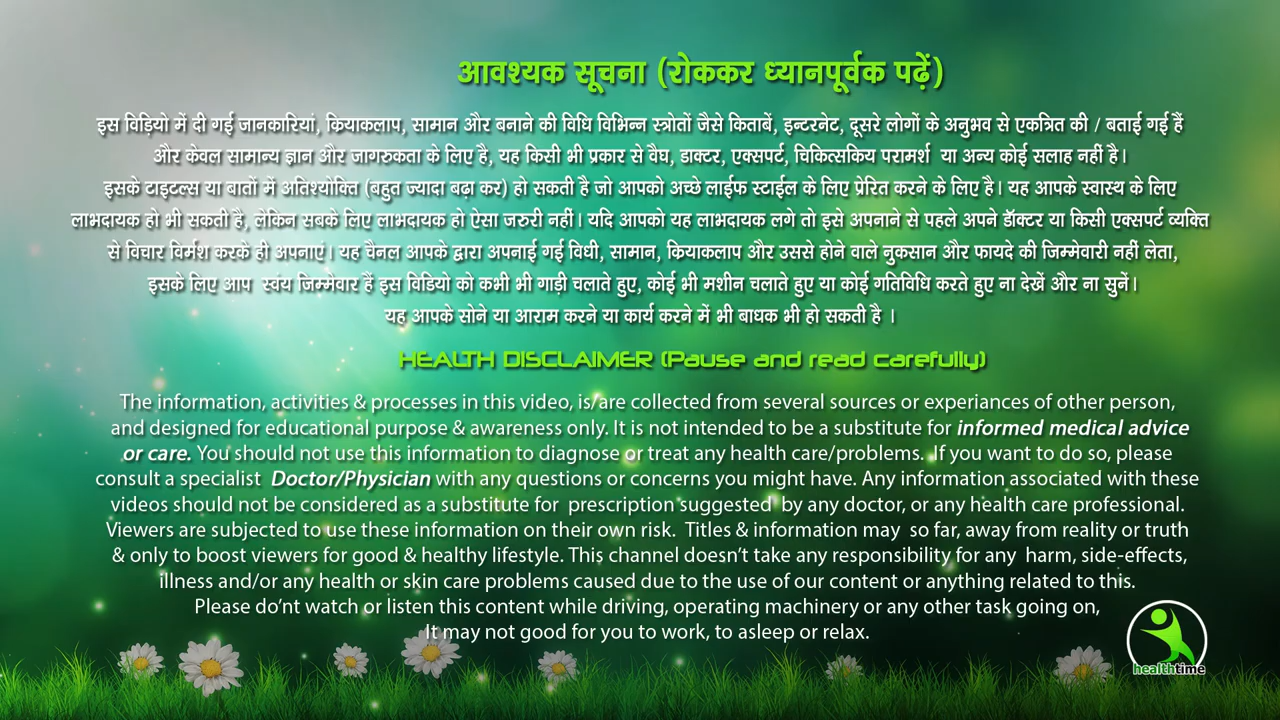 आवश्यक सूचना (रोककर ध्यानपूर्वक पढ़ें)
इस विड़ियो में दी गई जानकारियां, कियाकलाप, सामान और बनाने की विधि विभिन्न स्त्रोतों जैसे किताबें, इन्टरनेट, दूसरे लोगों के अनुभव से एकत्रित की / बताई गई हैं
और केवल सामान्य ज्ञान और जागरुकता के लिए है, यह किसी भी प्रकार से वैघ, डाक्टर, एक्सपर्ट, चिकित्सकिय परामर्श या अन्य कोई सलाह नहीं है।
इसके टाइटल्स या बातों में अतिश्योक्ति (बहुत ज्यादा बढ़ा कर) हो सकती है जो आपको अच्छे लाईफ स्टाईल के लिए प्रेरित करने के लिए है। यह आपके स्वास्थ के लिए
लाभदायक हो भी सकती है, लेकिन सबके लिए लाभदायक हो ऐसा जरुरी नहीं। यदि आपको यह लाभदायक लगे तो इसे अपनाने से पहले अपने डॅाक्टर या किसी एक्सपर्ट व्यक्ति
से विचार विर्मश करके ही अपनाएं। यह चैनल आपके द्वारा अपनाई गई विधी, सामान, कियाकलाप और उससे होने वाले नुकसान और फायदे की जिम्मेवारी नहीं लेता,
इसके लिए आप स्वंय जिम्मेवार हैं इस विडियो को कभी भी गाड़ी चलाते हुए, कोई भी मशीन चलाते हुए या कोई गतिविधि करते हुए ना देखें और ना सुनें।
यह आपके सोने या आराम करने या कार्य करने में भी बाधक भी हो सकती है ।
HEALTH DISCLAIMER (Pause and read carefully)
The information, activities & processes in this video, is/are collected from several sources or experiances of other person,
and designed for educational purpose & awareness only. It is not intended to be a substitute for informed medical advice
or care. You should not use this information to diagnose or treat any health care/problems. If you want to do so, please
consult a specialist Doctor/Physician with any questions or concerns you might have. Any information associated with these
videos should not be considered as a substitute for prescription suggested by any doctor, or any health care professional.
Viewers are subjected to use these information on their own risk. Titles & information may so far, away from reality or truth
& only to boost viewers for good & healthy lifestyle. This channel doesn't take any responsibility for any harm, side-effects,
illness and/or any health or skin care problems caused due to the use of our content or anything related to this.
Please do'nt watch or listen this content while driving, operating machinery or any other task going on,
It may not good for you to work, to asleep or relax.
healthtime